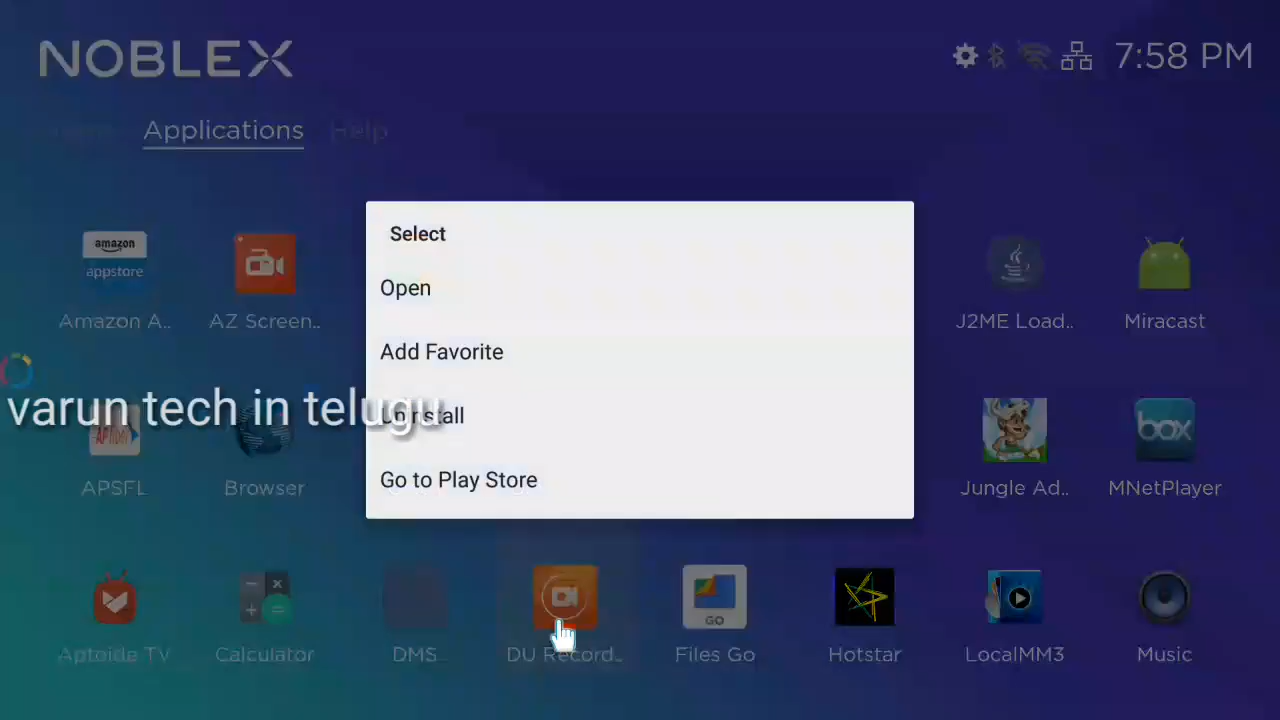 NOBLEX
7:58 PM
Applications Help
Select
Open
Add Favorite
Uninstall
Go to Play Store
amazon
appstore
Amazon A..
AZ Screen..
J2ME Load..
Miracast
varun tech in telugu
box
APSFL
Browser
Jungle Ad..
MNetPlayer
GO
Aptoide TV
Calculator
DMS
DU Record..
Files Go
Hotstar
LocalMM3
Music